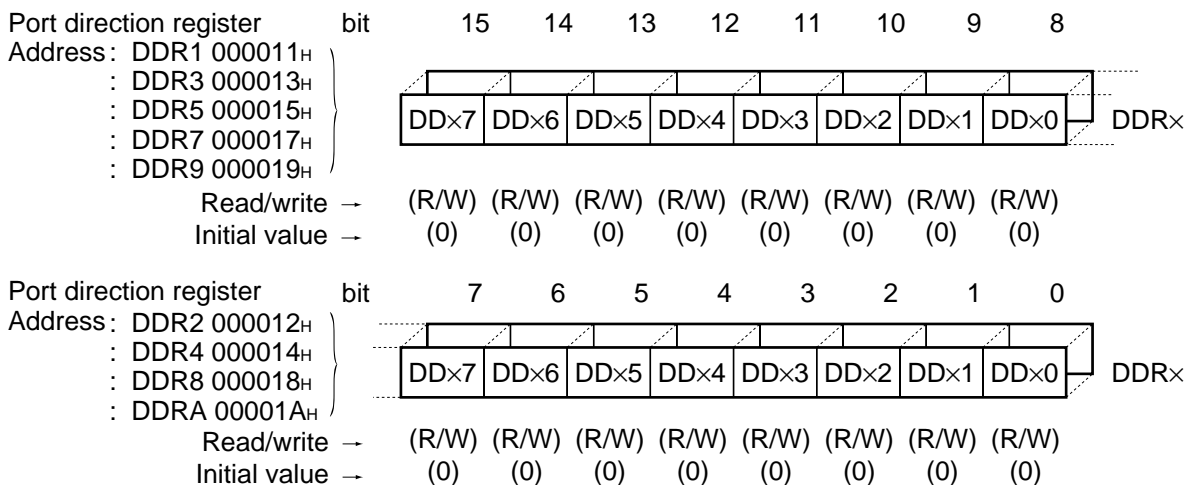 Port direction register bit 15 14 13 12 11 10 9 8
Address : DDR1 000011H
: DDR3 000013H
: DDR5 000015H
: DDR7 000017H
: DDR9 000019H
DD×7 DD×6 DD×5 DD×4 DD×3 DD×2 DD×1 DD×0 DDR×
Read/write → (R/W) (R/W) (R/W) (R/W) (R/W) (R/W) (R/W) (R/W)
Initial value → (0) (0) (0) (0) (0) (0) (0) (0)
Port direction register bit 7 6 5 4 3 2 1 0
Address : DDR2 000012H
: DDR4 000014H
: DDR8 000018H
: DDRA 00001AH
DD×7 DD×6 DD×5 DD×4 DD×3 DD×2 DD×1 DD×0 DDR×
Read/write → (R/W) (R/W) (R/W) (R/W) (R/W) (R/W) (R/W) (R/W)
Initial value → (0) (0) (0) (0) (0) (0) (0) (0)